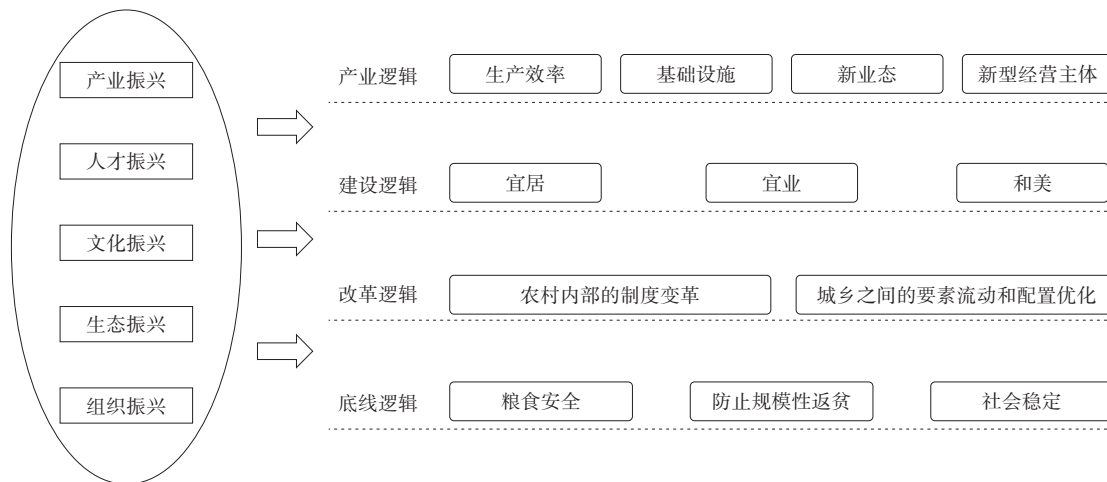 产业振兴
人才振兴
文化振兴
生态振兴
组织振兴
产业逻辑 生产效率 基础设施 新业态 新型经营主体
建设逻辑 宜居 宜业 和美
改革逻辑 农村内部的制度变革 城乡之间的要素流动和配置优化
底线逻辑 粮食安全 防止规模性返贫 社会稳定